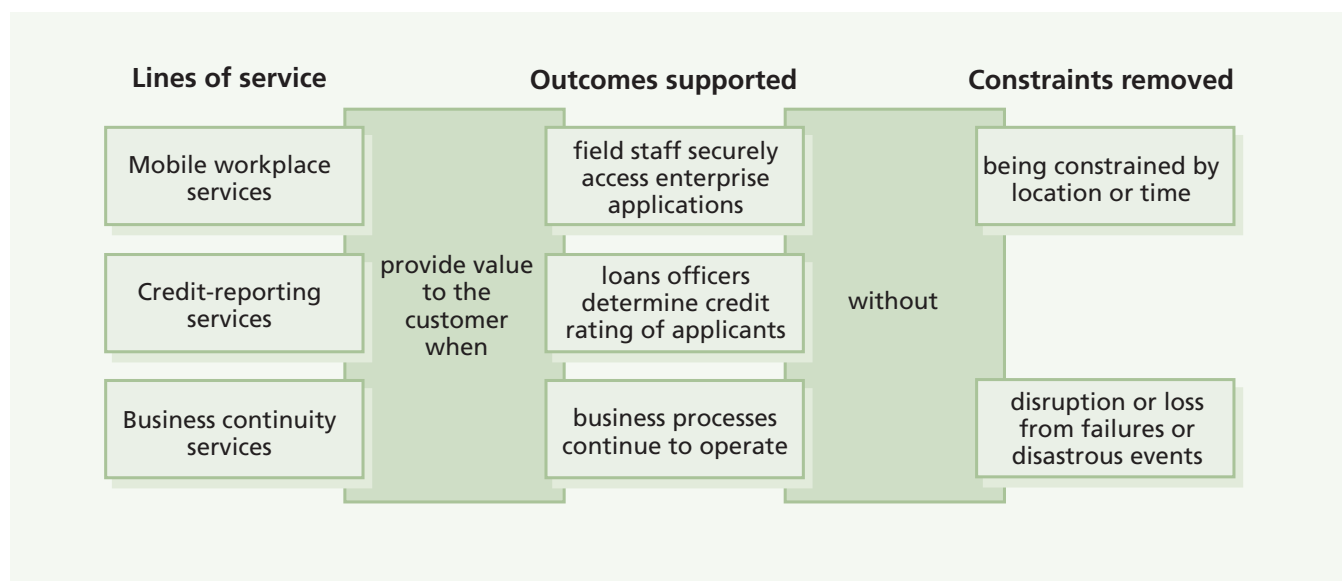 Lines of service
Outcomes supported
Constraints removed
Mobile workplace
services
field staff securely
access enterprise
applications
being constrained by
location or time
provide value
to the
customer
when
without
Credit-reporting
services
loans officers
determine credit
rating of applicants
Business continuity
services
business processes
continue to operate
disruption or loss
from failures or
disastrous events